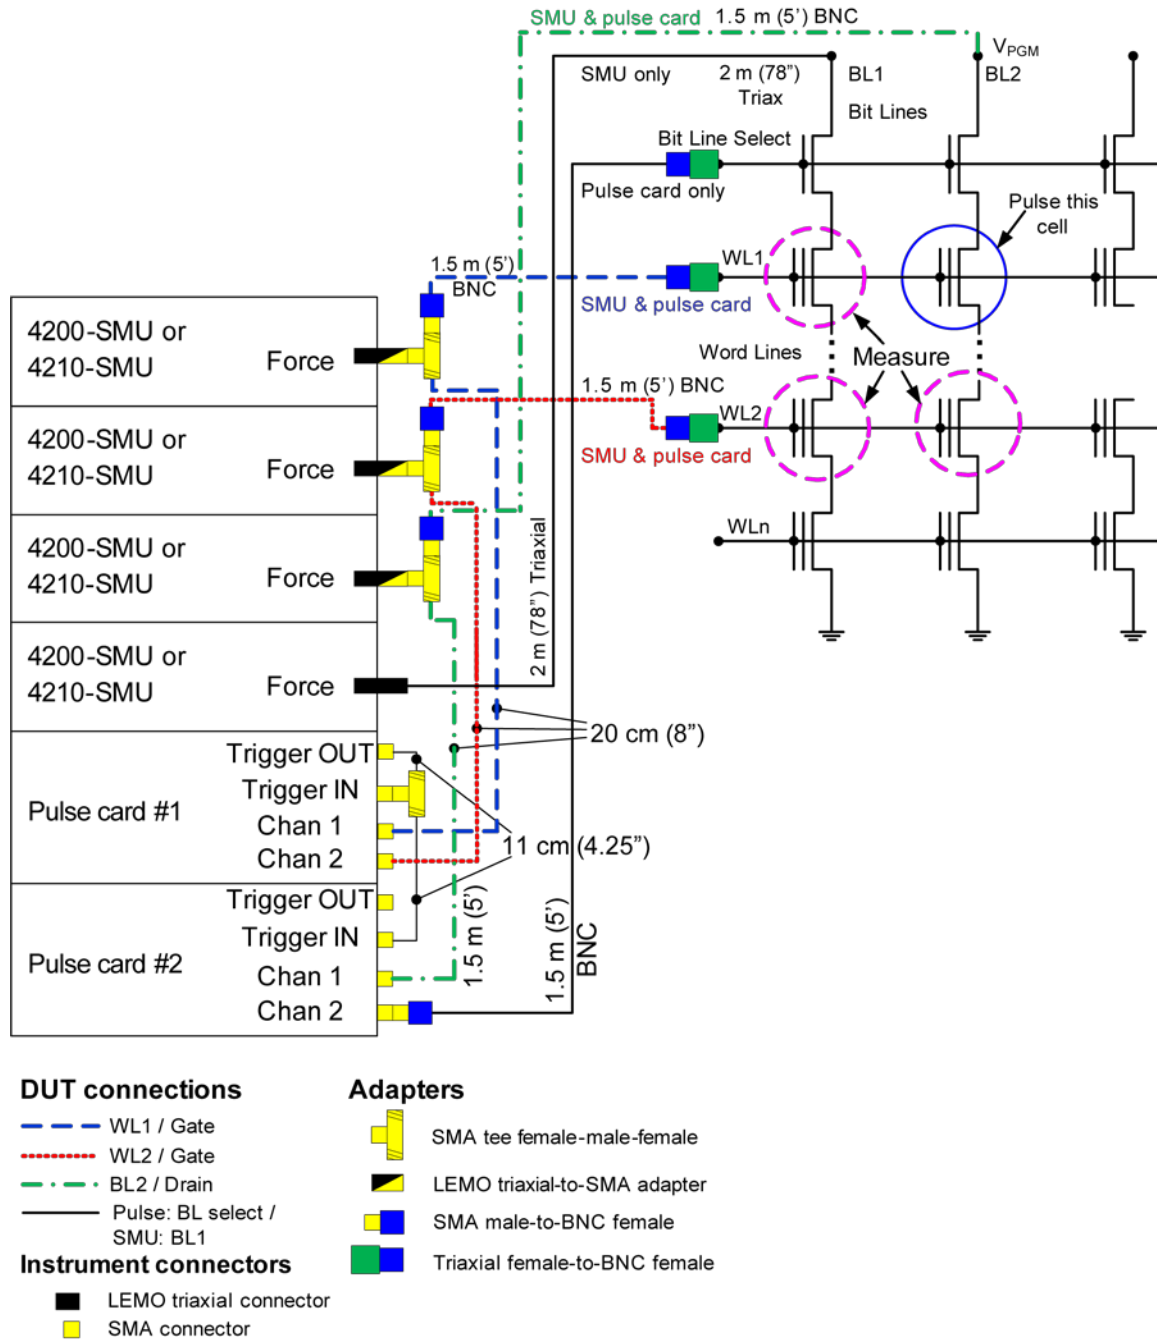 SMU & pulse card 1.5 m (5’) BNC
VPGM
SMU only
2 m (78”)
Triax
BL1
BL2
Bit Lines
Bit Line Select
Pulse card only
Pulse this
cell
1.5 m (5’)
BNC
WL1
SMU & pulse card
4200-SMU or
4210-SMU
Force
Word Lines
Measure
1.5 m (5’) BNC
WL2
SMU & pulse card
4200-SMU or
4210-SMU
Force
WLn
4200-SMU or
4210-SMU
Force
2 m (78”) Triaxial
4200-SMU or
4210-SMU
Force
20 cm (8”)
Pulse card #1
Trigger OUT
Trigger IN
Chan 1
Chan 2
11 cm (4.25”)
Pulse card #2
Trigger OUT
Trigger IN
Chan 1
Chan 2
1.5 m (5’)
1.5 m (5’)
BNC
DUT connections
WL1 / Gate
WL2 / Gate
BL2 / Drain
Pulse: BL select /
SMU: BL1
Instrument connectors
LEMO triaxial connector
SMA connector
Adapters
SMA tee female-male-female
LEMO triaxial-to-SMA adapter
SMA male-to-BNC female
Triaxial female-to-BNC female